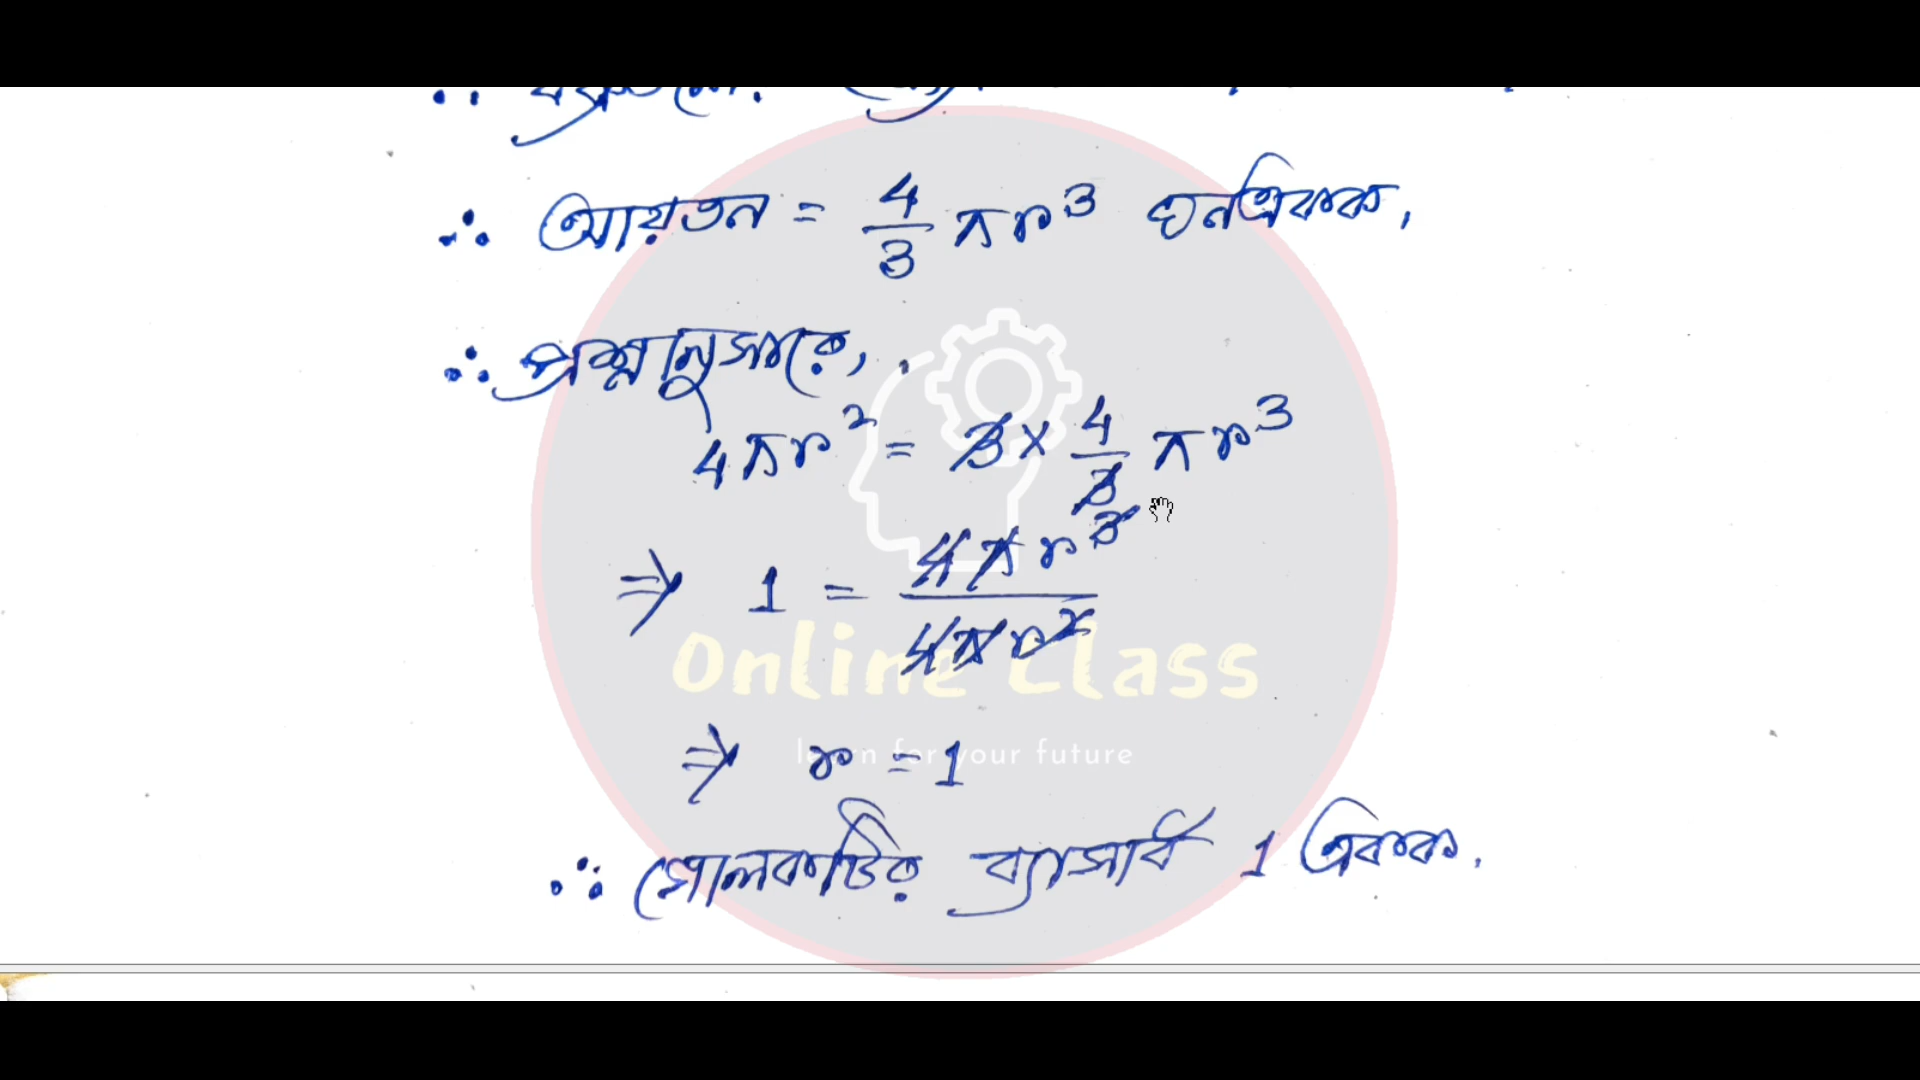 ∴ আয়তন = 4/3 πr³ ঘনএকক,
∴ প্রশ্নানুসারে,
4πr² = 3 × 4/3 πr³
⇒ 1 = 4πr³/4πr²
Online Class
⇒ r = 1
learn for your future
∴ গোলকটির ব্যাসার্ধ 1 একক,